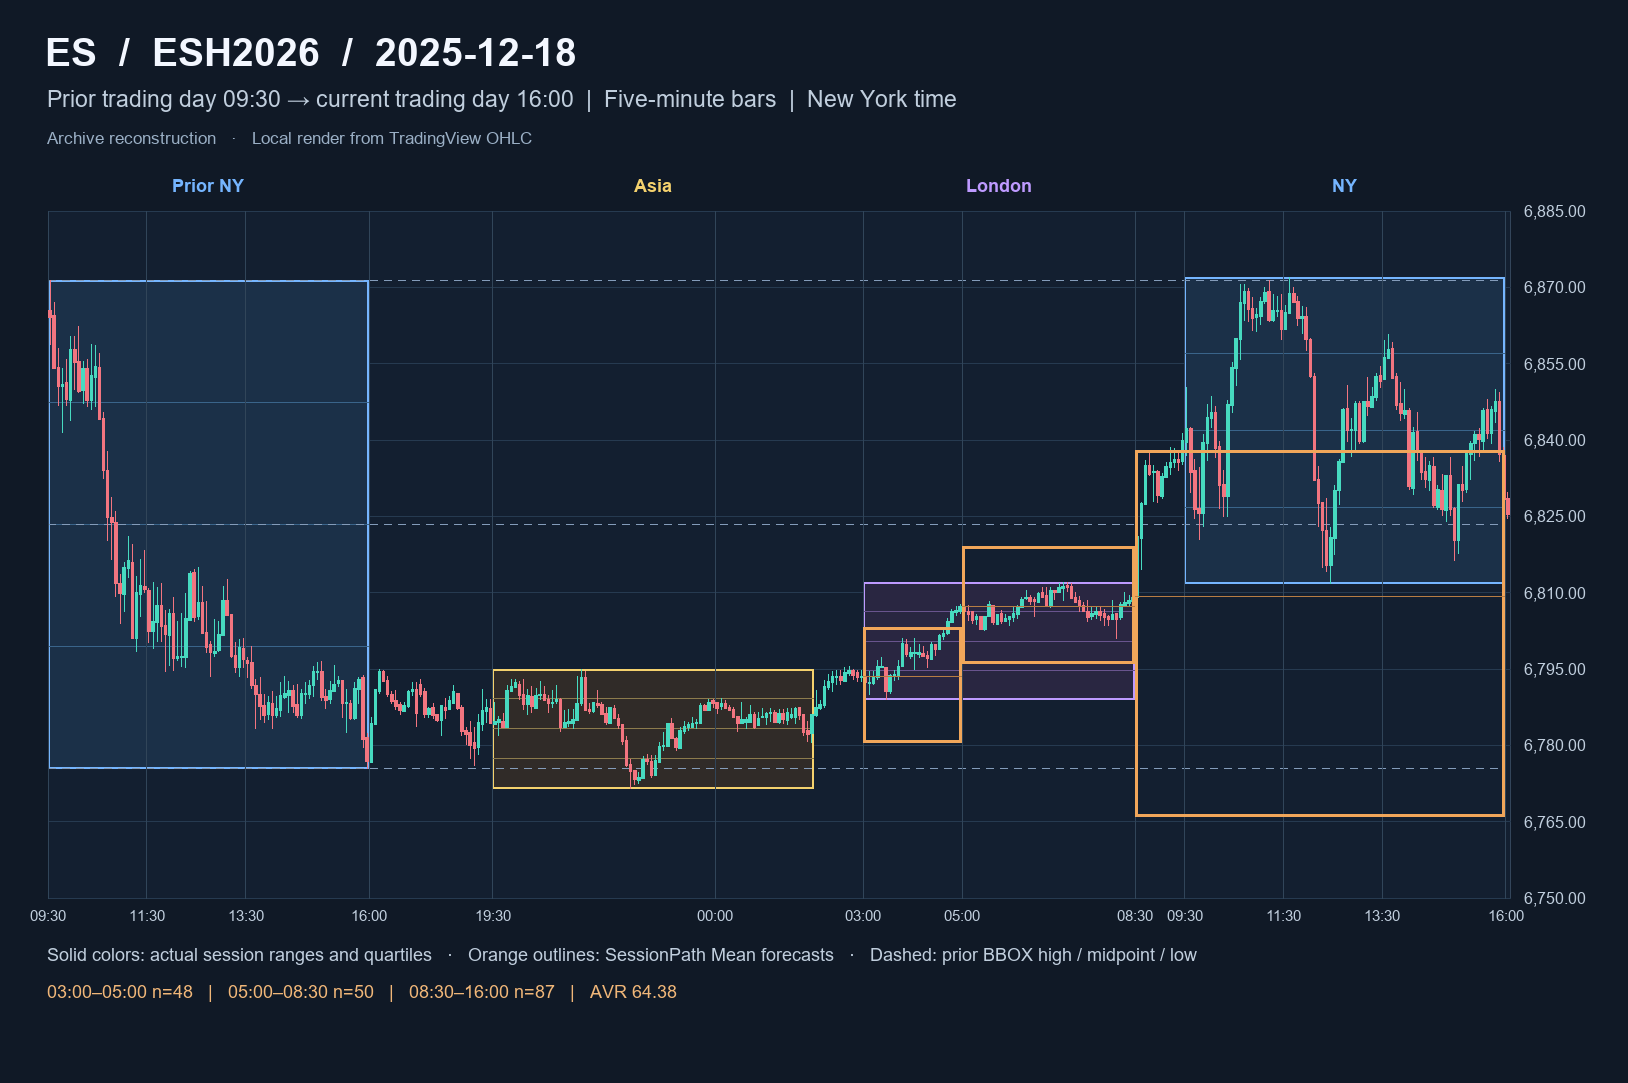 ES / ESH2026 / 2025-12-18
Prior trading day 09:30 → current trading day 16:00 | Five-minute bars | New York time
Archive reconstruction · Local render from TradingView OHLC
Prior NY Asia London NY
6,885.00
6,870.00
6,855.00
6,840.00
6,825.00
6,810.00
6,795.00
6,780.00
6,765.00
6,750.00
09:30 11:30 13:30 16:00 19:30 00:00 03:00 05:00 08:30 09:30 11:30 13:30 16:00
Solid colors: actual session ranges and quartiles · Orange outlines: SessionPath Mean forecasts · Dashed: prior BBOX high / midpoint / low
03:00–05:00 n=48 | 05:00–08:30 n=50 | 08:30–16:00 n=87 | AVR 64.38